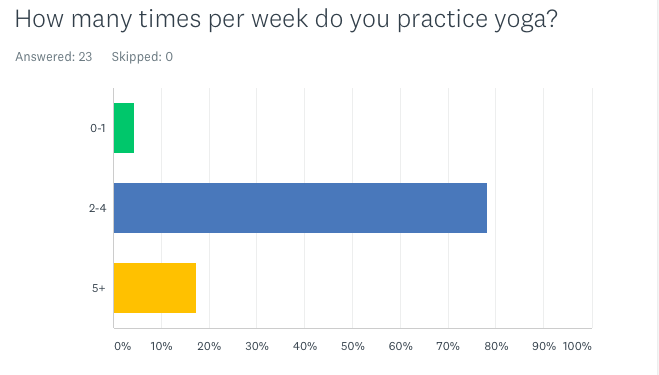 How many times per week do you practice yoga?
Answered: 23 Skipped: 0
0-1
2-4
5+
0% 10% 20% 30% 40% 50% 60% 70% 80% 90% 100%